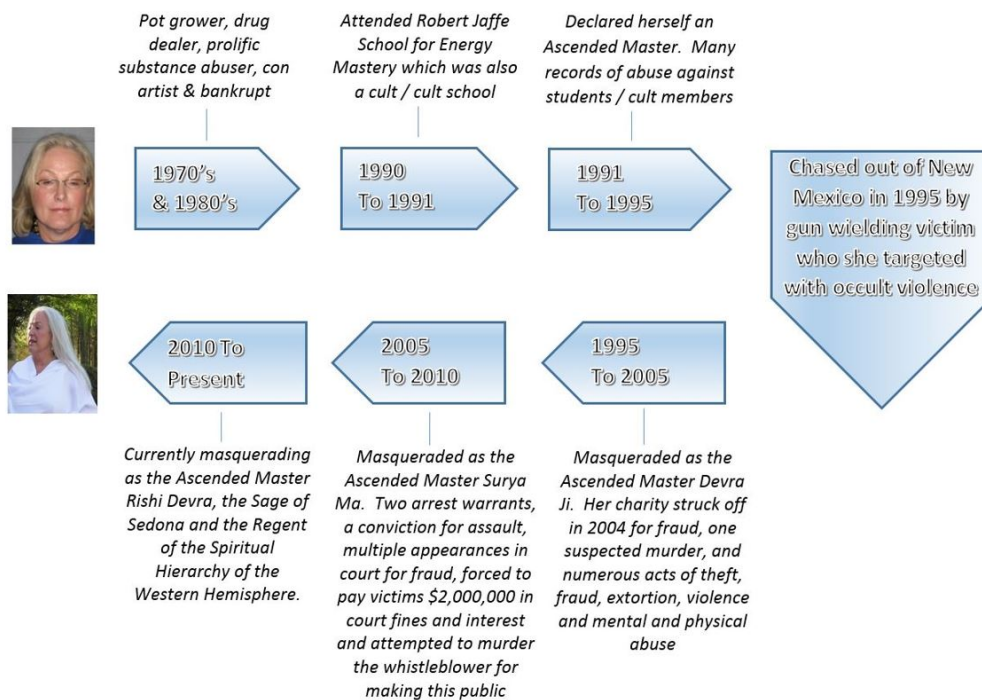 Pot grower, drug
dealer, prolific
substance abuser, con
artist & bankrupt
Attended Robert Jaffe
School for Energy
Mastery which was also
a cult / cult school
Declared herself an
Ascended Master.  Many
records of abuse against
students / cult members
1970's
& 1980's
1990
To 1991
1991
To 1995
Chased out of New
Mexico in 1995 by
gun wielding victim
who she targeted
with occult violence
2010 To
Present
2005
To 2010
1995
To 2005
Currently masquerading
as the Ascended Master
Rishi Devra, the Sage of
Sedona and the Regent
of the Spiritual
Hierarchy of the
Western Hemisphere.
Masqueraded as the
Ascended Master Surya
Ma.  Two arrest warrants,
a conviction for assault,
multiple appearances in
court for fraud, forced to
pay victims $2,000,000 in
court fines and interest
and attempted to murder
the whistleblower for
making this public
Masqueraded as the
Ascended Master Devra
Ji.  Her charity struck off
in 2004 for fraud, one
suspected murder, and
numerous acts of theft,
fraud, extortion, violence
and mental and physical
abuse